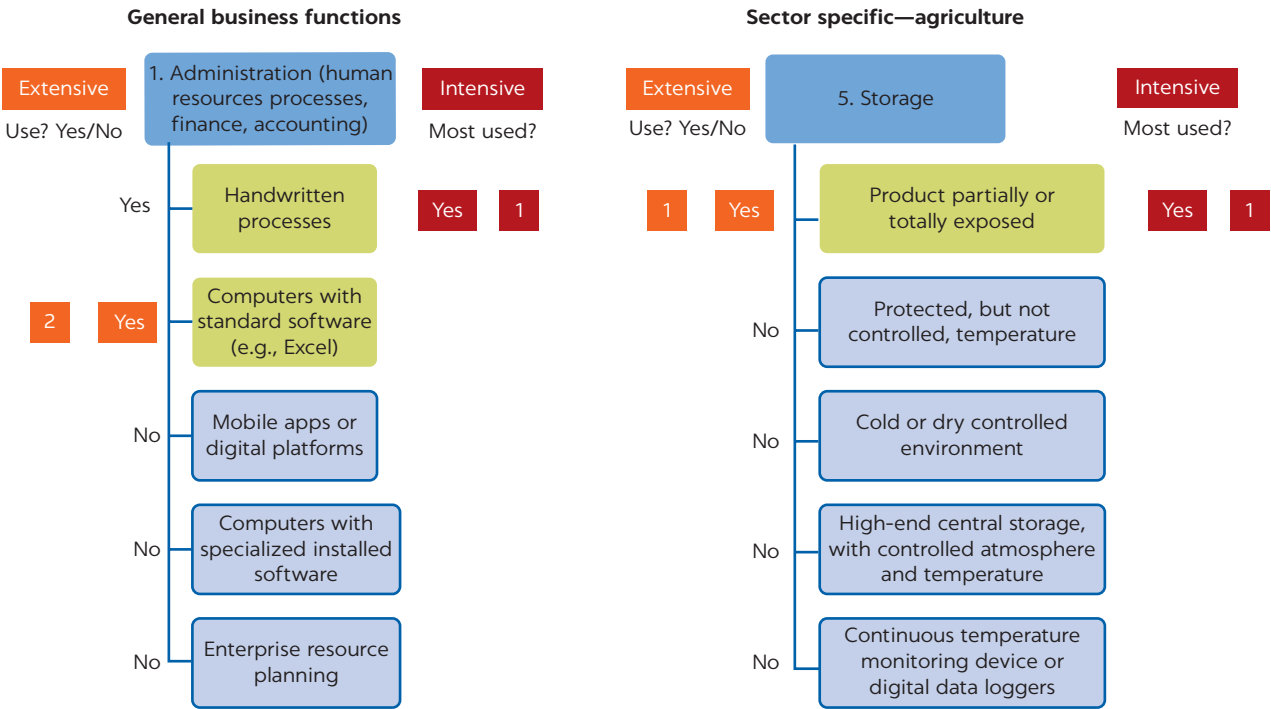 General business functions
Extensive
Use? Yes/No
1. Administration (human
resources processes,
finance, accounting)
Intensive
Most used?
Yes
Handwritten
processes
Yes
1
2
Yes
Computers with
standard software
(e.g., Excel)
No
Mobile apps or
digital platforms
No
Computers with
specialized installed
software
No
Enterprise resource
planning
Sector specific—agriculture
Extensive
Use? Yes/No
5. Storage
Intensive
Most used?
1
Yes
Product partially or
totally exposed
Yes
1
No
Protected, but not
controlled, temperature
No
Cold or dry controlled
environment
No
High-end central storage,
with controlled atmosphere
and temperature
No
Continuous temperature
monitoring device or
digital data loggers